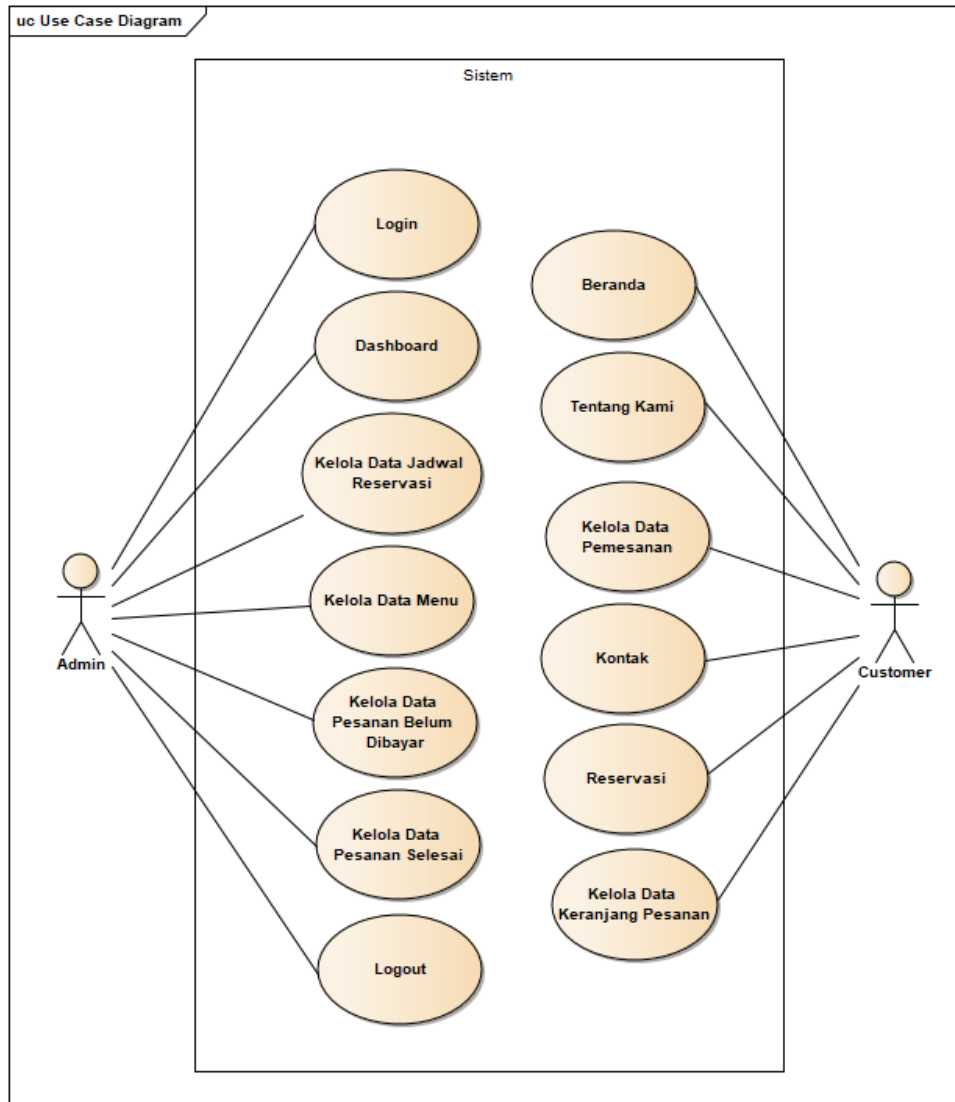 uc Use Case Diagram
Sistem
Login
Dashboard
Kelola Data Jadwal
Reservasi
Kelola Data Menu
Kelola Data
Pesanan Belum
Dibayar
Kelola Data
Pesanan Selesai
Logout
Beranda
Tentang Kami
Kelola Data
Pemesanan
Kontak
Reservasi
Kelola Data
Keranjang Pesanan
Admin
Customer